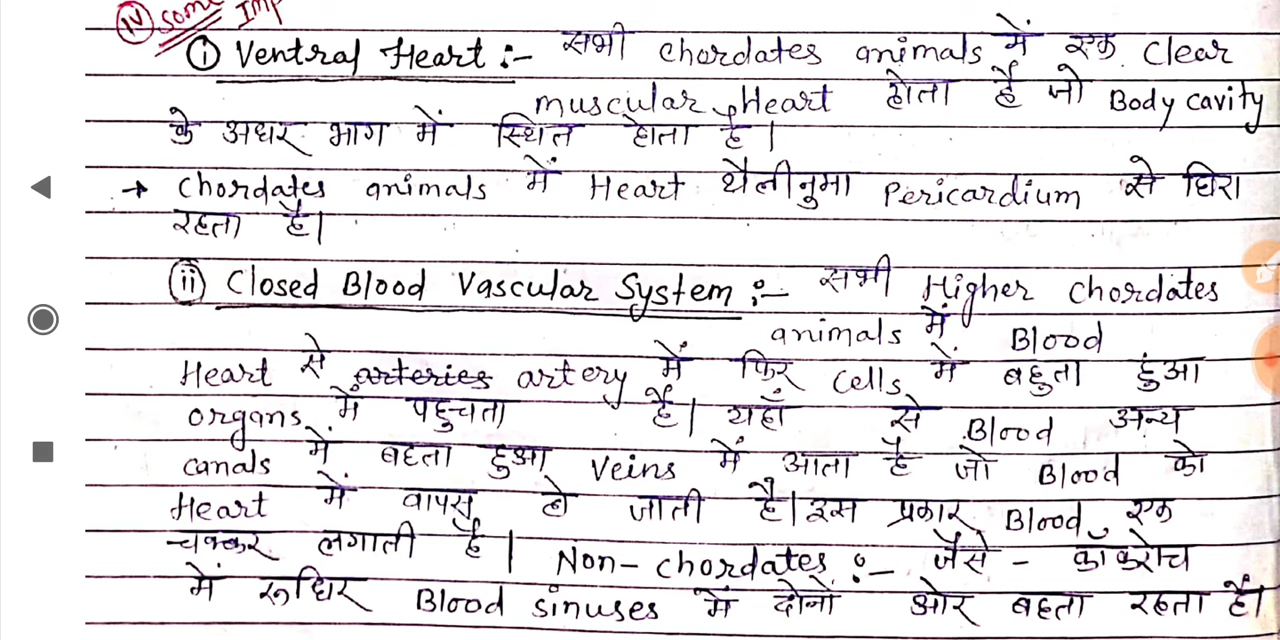 (iv) Some Imp
(i) Ventral Heart :- सभी chordates animals में एक clear
muscular Heart होता है जो Body cavity
के अधर भाग में स्थित होता है।
→ chordates animals में Heart थैलीनुमा Pericardium से घिरा
रहता है।
(ii) Closed Blood Vascular System :- सभी Higher chordates
animals में Blood
Heart से arteries artery में फिर cells में बहुता हुआ
organs में पहुचता है। यहाँ से Blood अन्य
canals में बहता हुआ veins में आता है जो Blood को
Heart में वापस ले जाती है। इस प्रकार Blood एक
चक्कर लगाती है। Non-chordates :- जैसे - कॉकरोच
में रूधिर Blood sinuses में दोनों ओर बहता रहता है।